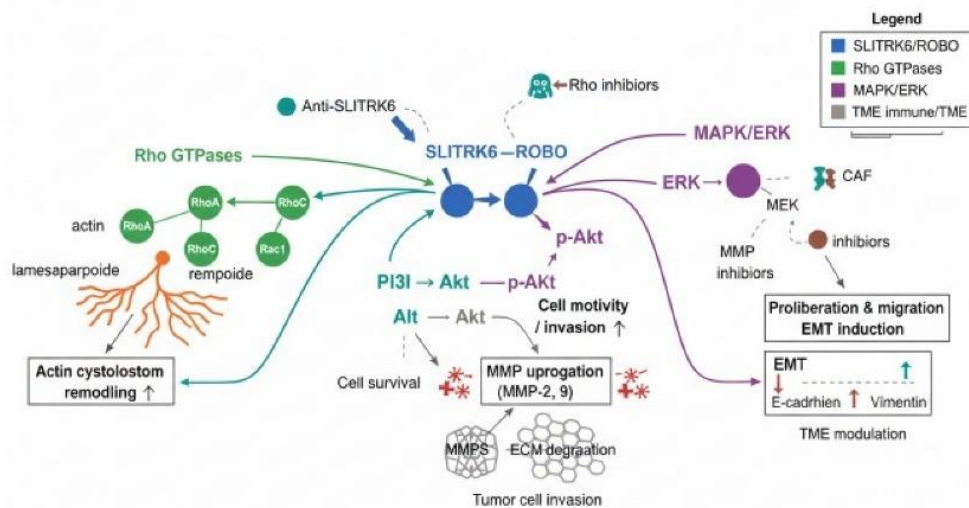 Legend
SLITRK6/ROBO
Rho GTPases
MAPK/ERK
TME immune/TME
Anti-SLITRK6
Rho inhibiors
SLITRK6 – ROBO
MAPK/ERK
Rho GTPases
ERK
MEK
CAF
RhoA
RhoC
actin
RhoA
RhoC
Rac1
rempoide
lamesaparpoide
p-Akt
MMP
inhibiors
inhibiors
PI3I → Akt
p-AKt
Cell motivity
/ invasion ↑
Alt → Akt
Proliberation & migration
EMT induction
Actin cystolostom
remodling ↑
Cell survival
MMP uprogation
(MMP-2, 9)
EMT
E-cadrhien
Vimentin
TME modulation
MMPS
ECM degraation
Tumor cell invasion